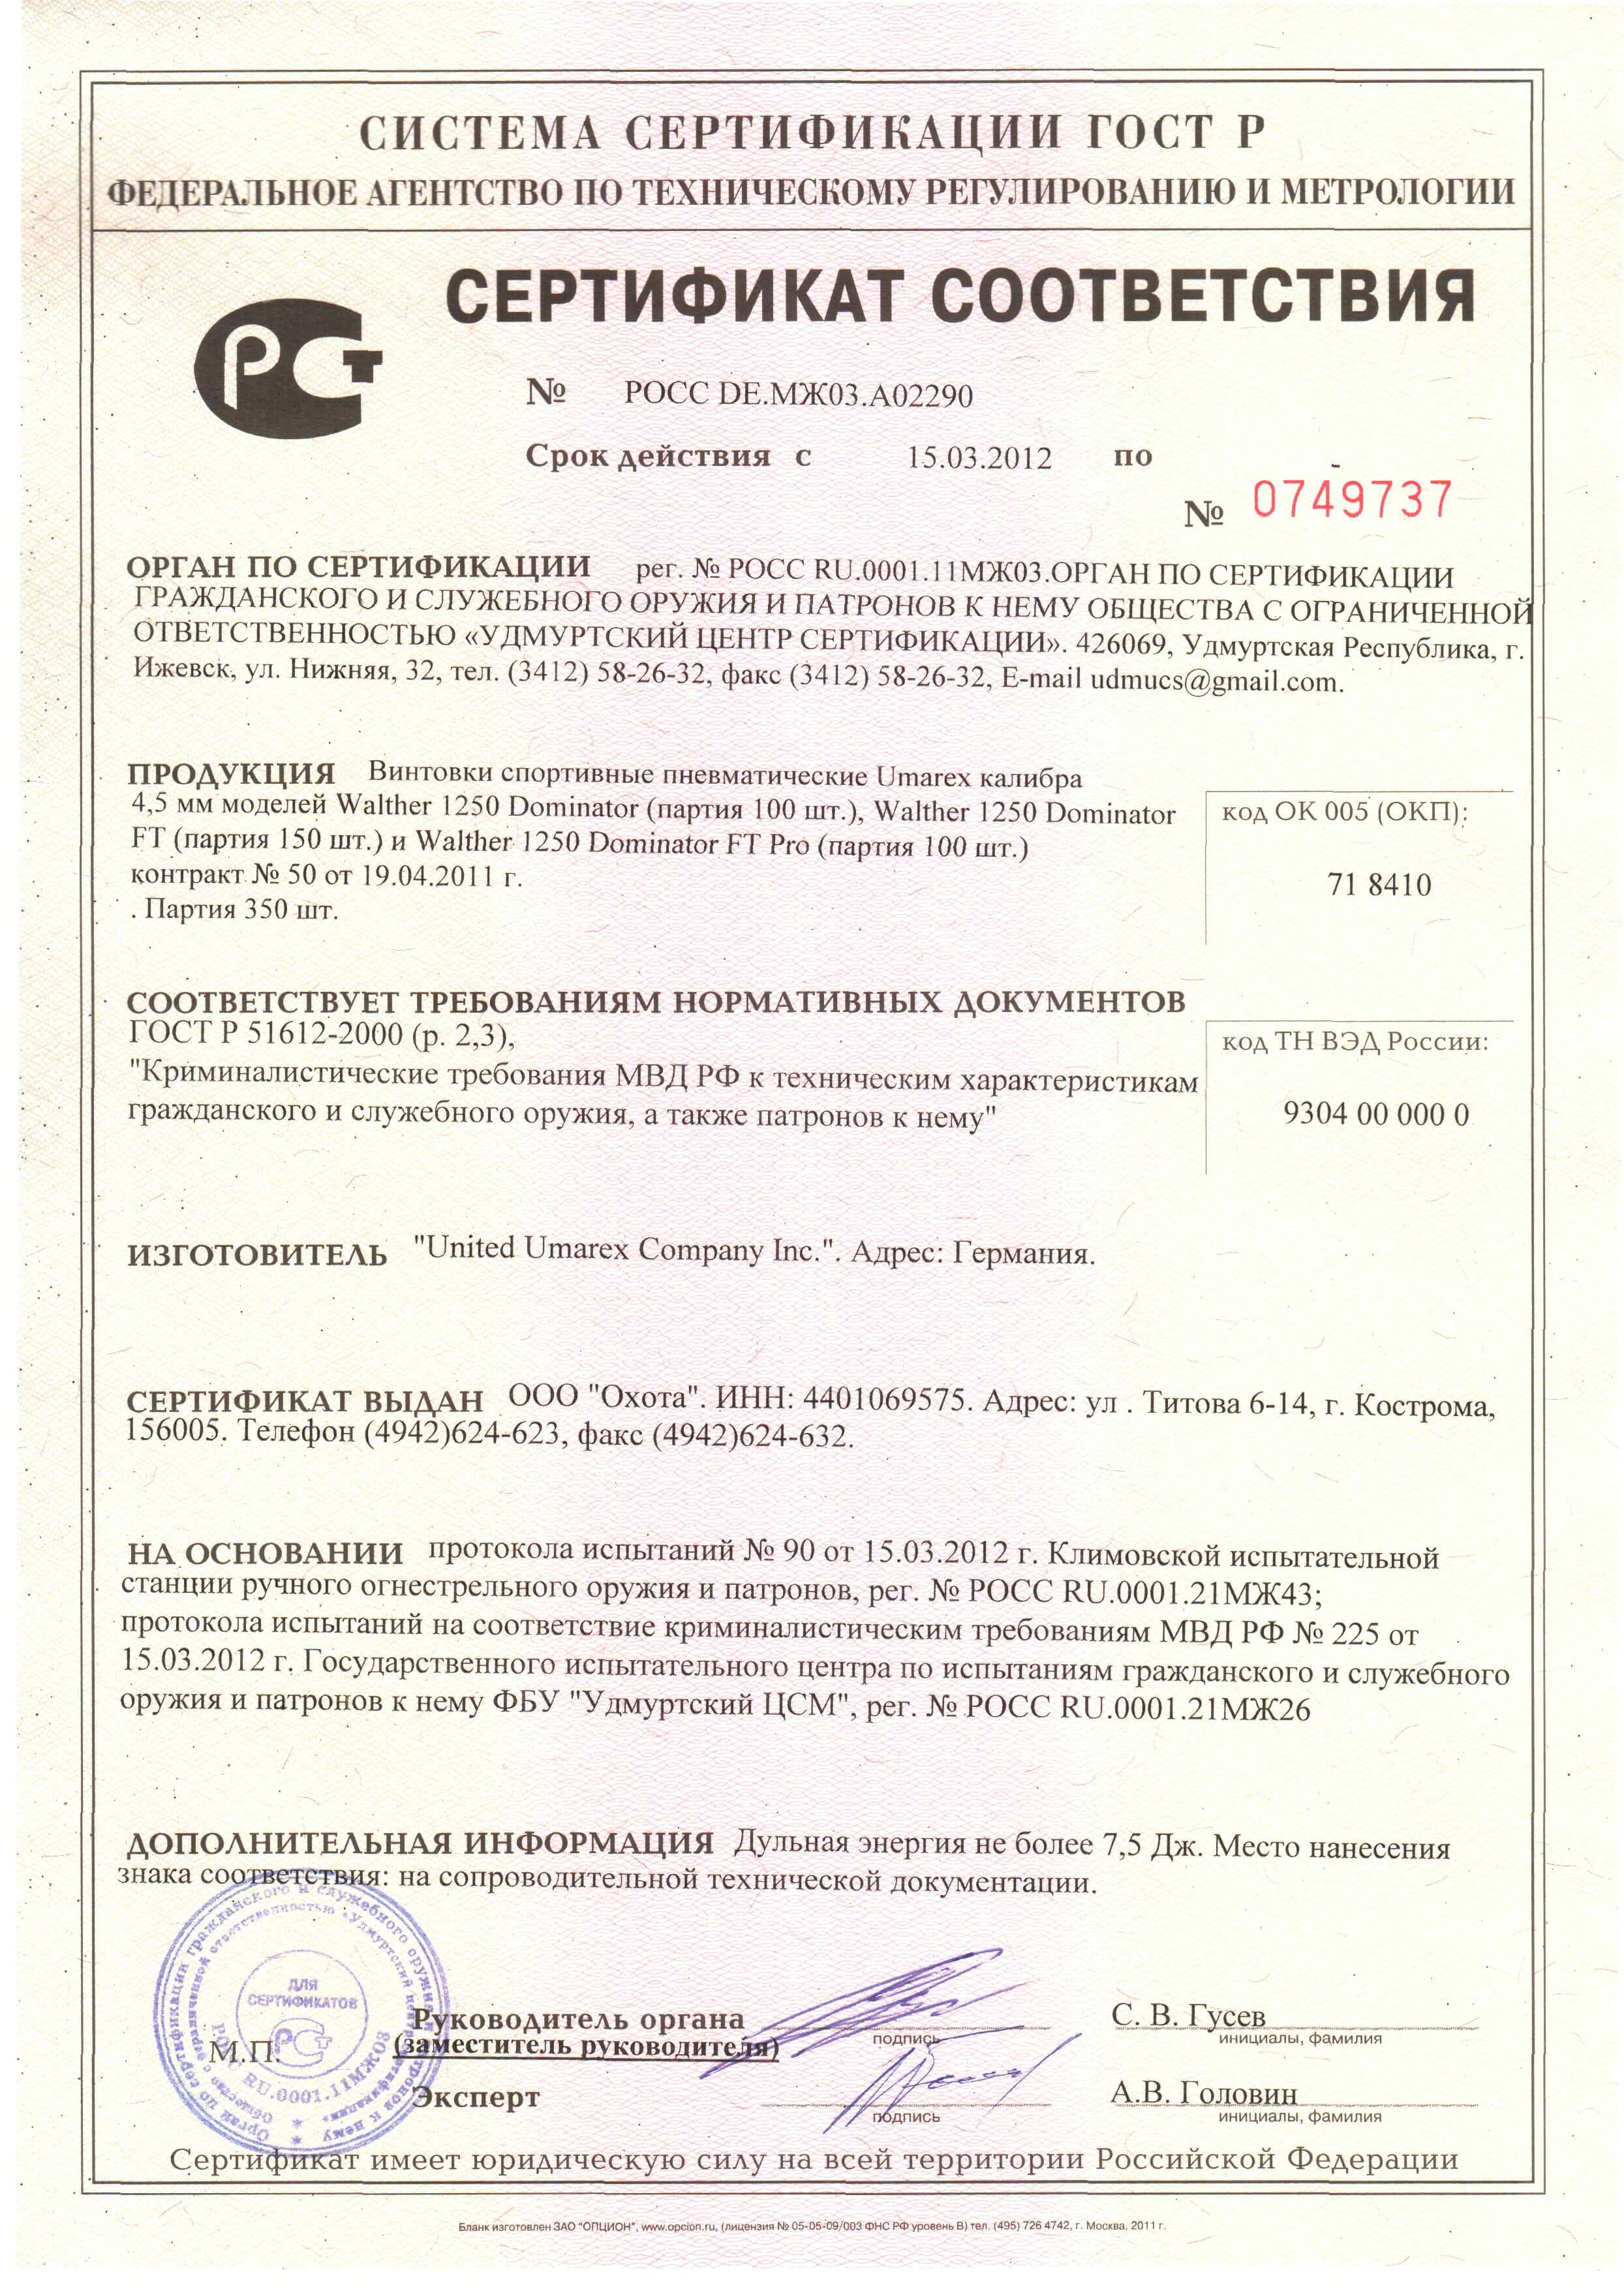 СИСТЕМА СЕРТИФИКАЦИИ ГОСТ Р
ФЕДЕРАЛЬНОЕ АГЕНТСТВО ПО ТЕХНИЧЕСКОМУ РЕГУЛИРОВАНИЮ И МЕТРОЛОГИИ
СЕРТИФИКАТ СООТВЕТСТВИЯ
№ РОСС DE.МЖ03.А02290
Срок действия с 15.03.2012 по -
№ 0749737
ОРГАН ПО СЕРТИФИКАЦИИ рег. № РОСС RU.0001.11МЖ03.ОРГАН ПО СЕРТИФИКАЦИИ
ГРАЖДАНСКОГО И СЛУЖЕБНОГО ОРУЖИЯ И ПАТРОНОВ К НЕМУ ОБЩЕСТВА С ОГРАНИЧЕННОЙ
ОТВЕТСТВЕННОСТЬЮ «УДМУРТСКИЙ ЦЕНТР СЕРТИФИКАЦИИ». 426069, Удмуртская Республика, г.
Ижевск, ул. Нижняя, 32, тел. (3412) 58-26-32, факс (3412) 58-26-32, E-mail udmucs@gmail.com.
ПРОДУКЦИЯ Винтовки спортивные пневматические Umarex калибра
4,5 мм моделей Walther 1250 Dominator (партия 100 шт.), Walther 1250 Dominator
FT (партия 150 шт.) и Walther 1250 Dominator FT Pro (партия 100 шт.)
контракт № 50 от 19.04.2011 г.
. Партия 350 шт.
код ОК 005 (ОКП):
71 8410
СООТВЕТСТВУЕТ ТРЕБОВАНИЯМ НОРМАТИВНЫХ ДОКУМЕНТОВ
ГОСТ Р 51612-2000 (р. 2,3),
"Криминалистические требования МВД РФ к техническим характеристикам
гражданского и служебного оружия, а также патронов к нему"
код ТН ВЭД России:
9304 00 000 0
ИЗГОТОВИТЕЛЬ "United Umarex Company Inc.". Адрес: Германия.
СЕРТИФИКАТ ВЫДАН ООО "Охота". ИНН: 4401069575. Адрес: ул . Титова 6-14, г. Кострома,
156005. Телефон (4942)624-623, факс (4942)624-632.
НА ОСНОВАНИИ протокола испытаний № 90 от 15.03.2012 г. Климовской испытательной
станции ручного огнестрельного оружия и патронов, рег. № РОСС RU.0001.21МЖ43;
протокола испытаний на соответствие криминалистическим требованиям МВД РФ № 225 от
15.03.2012 г. Государственного испытательного центра по испытаниям гражданского и служебного
оружия и патронов к нему ФБУ "Удмуртский ЦСМ", рег. № РОСС RU.0001.21МЖ26
ДОПОЛНИТЕЛЬНАЯ ИНФОРМАЦИЯ Дульная энергия не более 7,5 Дж. Место нанесения
знака соответствия: на сопроводительной технической документации.
Орган по сертификации гражданского и служебного оружия и патронов к нему
Общество с ограниченной ответственностью «Удмуртский центр сертификации»
РОСС RU.0001.11МЖ03
ДЛЯ
СЕРТИФИКАТОВ
М.П.
Руководитель органа
(заместитель руководителя)
подпись
С. В. Гусев
инициалы, фамилия
Эксперт
подпись
А.В. Головин
инициалы, фамилия
Сертификат имеет юридическую силу на всей территории Российской Федерации
Бланк изготовлен ЗАО "ОПЦИОН", www.opcion.ru, (лицензия № 05-05-09/003 ФНС РФ уровень В) тел. (495) 726 4742, г. Москва, 2011 г.